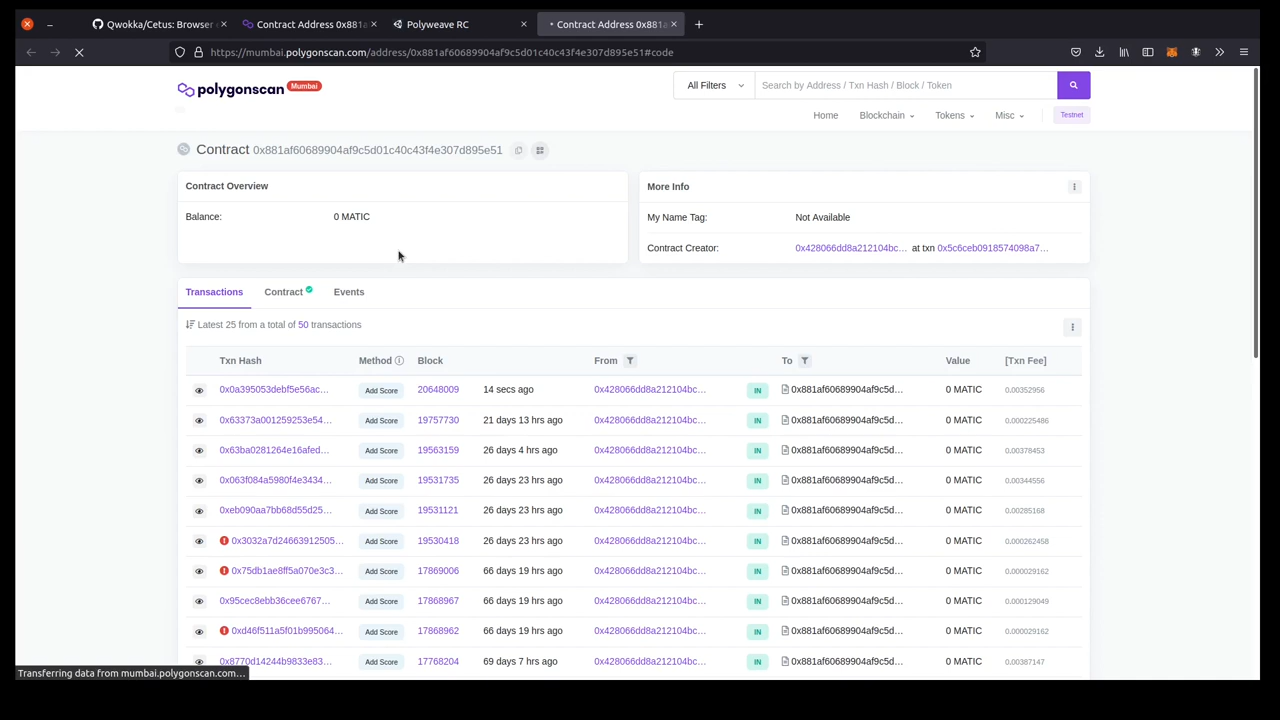 Qwokka/Cetus: Browser
Contract Address 0x881a
Polyweave RC
Contract Address 0x881a
https://mumbai.polygonscan.com/address/0x881af60689904af9c5d01c40c43f4e307d895e51#code
polygonscan Mumbai
All Filters
Search by Address / Txn Hash / Block / Token
Home Blockchain Tokens Misc Testnet
Contract 0x881af60689904af9c5d01c40c43f4e307d895e51
Contract Overview
Balance: 0 MATIC
More Info
My Name Tag: Not Available
Contract Creator: 0x428066dd8a212104bc... at txn 0x5c6ceb0918574098a7...
Transactions Contract Events
Latest 25 from a total of 50 transactions
Txn Hash Method Block From To Value [Txn Fee]
0x0a395053debf5e56ac... Add Score 20648009 14 secs ago 0x428066dd8a212104bc... IN 0x881af60689904af9c5d... 0 MATIC 0.00352956
0x63373a001259253e54... Add Score 19757730 21 days 13 hrs ago 0x428066dd8a212104bc... IN 0x881af60689904af9c5d... 0 MATIC 0.000225486
0x63ba0281264e16afed... Add Score 19563159 26 days 4 hrs ago 0x428066dd8a212104bc... IN 0x881af60689904af9c5d... 0 MATIC 0.00378453
0x063f084a5980f4e3434... Add Score 19531735 26 days 23 hrs ago 0x428066dd8a212104bc... IN 0x881af60689904af9c5d... 0 MATIC 0.00344556
0xeb090aa7bb68d55d25... Add Score 19531121 26 days 23 hrs ago 0x428066dd8a212104bc... IN 0x881af60689904af9c5d... 0 MATIC 0.00285168
0x3032a7d24663912505... Add Score 19530418 26 days 23 hrs ago 0x428066dd8a212104bc... IN 0x881af60689904af9c5d... 0 MATIC 0.000262458
0x75db1ae8ff5a070e3c3... Add Score 17869006 66 days 19 hrs ago 0x428066dd8a212104bc... IN 0x881af60689904af9c5d... 0 MATIC 0.000029162
0x95cec8ebb36cee6767... Add Score 17868967 66 days 19 hrs ago 0x428066dd8a212104bc... IN 0x881af60689904af9c5d... 0 MATIC 0.000129049
0xd46f511a5f01b995064... Add Score 17868962 66 days 19 hrs ago 0x428066dd8a212104bc... IN 0x881af60689904af9c5d... 0 MATIC 0.000029162
0x8770d14244b9833e83... Add Score 17768204 69 days 7 hrs ago 0x428066dd8a212104bc... IN 0x881af60689904af9c5d... 0 MATIC 0.00387147
Transferring data from mumbai.polygonscan.com...